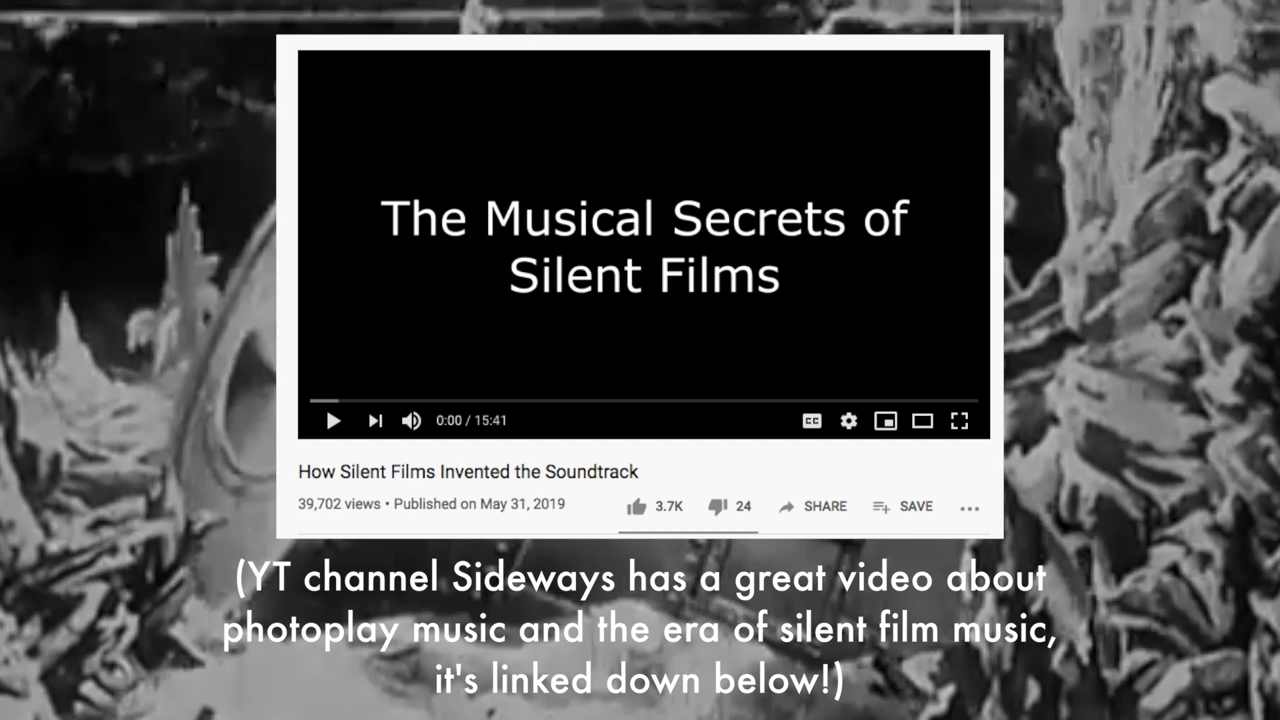 The Musical Secrets of
Silent Films
0:00 / 15:41
CC
How Silent Films Invented the Soundtrack
39,702 views • Published on May 31, 2019
3.7K
24
SHARE
SAVE
(YT channel Sideways has a great video about
photoplay music and the era of silent film music,
it's linked down below!)